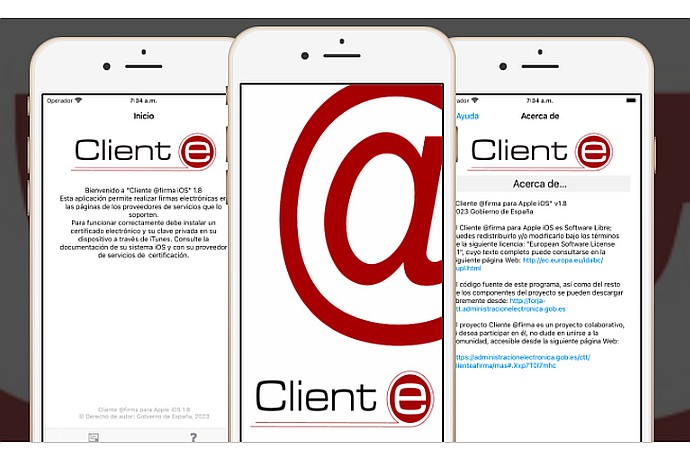 Operador 7:34 a.m.
Inicio
Client e
Bienvenido a "Cliente @firma iOS" 1.8
Esta aplicación permite realizar firmas electrónicas en
las páginas de los proveedores de servicios que lo
soporten.
Para funcionar correctamente debe instalar un
certificado electrónico y su clave privada en su
dispositivo a través de iTunes. Consulte la
documentación de su sistema iOS y con su proveedor
de servicios de certificación.
Cliente @firma para Apple iOS 1.8
© Derecho de autor: Gobierno de España, 2023
?
@
Client e
ador 7:34 a.m.
Ayuda Acerca de
Client e
Acerca de...
Cliente @firma para Apple iOS" v1.8
2023 Gobierno de España
l Cliente @firma para Apple iOS es Software Libre;
uedes redistribuirlo y/o modificarlo bajo los términos
e la siguiente licencia: "European Software License
1", cuyo texto completo puede consultarse en la
iguiente página Web: http://ec.europa.eu/idabc/
upl.html
l código fuente de este programa, así como del resto
e los componentes del proyecto se pueden descargar
bremente desde: http://forja-
ctt.administracionelectronica.gob.es
l proyecto Cliente @firma es un proyecto colaborativo,
i desea participar en él, no dude en unirse a la
omunidad, accesible desde la siguiente página Web:
https://administracionelectronica.gob.es/ctt/
clienteafirma/mas#.Xxp7T0I7mhc